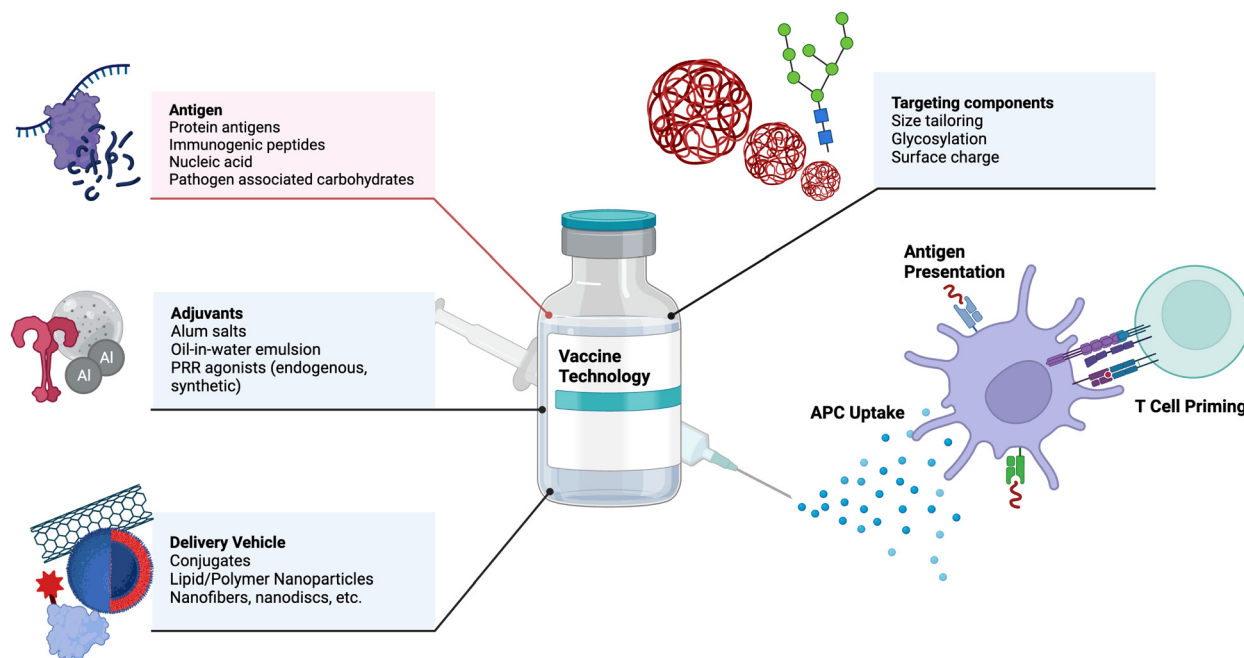 Antigen
Protein antigens
Immunogenic peptides
Nucleic acid
Pathogen associated carbohydrates
Targeting components
Size tailoring
Glycosylation
Surface charge
Adjuvants
Alum salts
Oil-in-water emulsion
PRR agonists (endogenous,
synthetic)
Al
Al
Vaccine
Technology
Antigen
Presentation
APC Uptake
T Cell Priming
Delivery Vehicle
Conjugates
Lipid/Polymer Nanoparticles
Nanofibers, nanodiscs, etc.